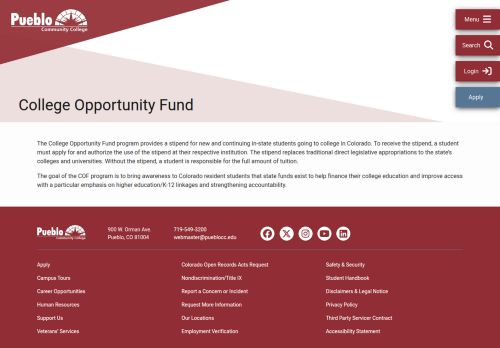 Pueblo
Community College
Menu
Search
Login
Apply
College Opportunity Fund
The College Opportunity Fund program provides a stipend for new and continuing in-state students going to college in Colorado. To receive the stipend, a student
must apply for and authorize the use of the stipend at their respective institution. The stipend replaces traditional direct legislative appropriations to the state's
colleges and universities. Without the stipend, a student is responsible for the full amount of tuition.
The goal of the COF program is to bring awareness to Colorado resident students that state funds exist to help finance their college education and improve access
with a particular emphasis on higher education/K-12 linkages and strengthening accountability.
Pueblo
Community College
900 W. Orman Ave.
Pueblo, CO 81004
719-549-3200
webmaster@pueblocc.edu
Apply
Campus Tours
Career Opportunities
Human Resources
Support Us
Veterans' Services
Colorado Open Records Acts Request
Nondiscrimination/Title IX
Report a Concern or Incident
Request More Information
Our Locations
Employment Verification
Safety & Security
Student Handbook
Disclaimers & Legal Notice
Privacy Policy
Third Party Servicer Contract
Accessibility Statement